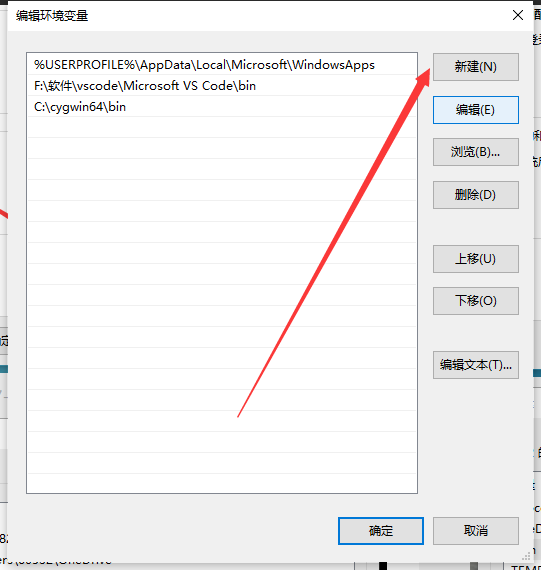 编辑环境变量
%USERPROFILE%\AppData\Local\Microsoft\WindowsApps
F:\软件\vscode\Microsoft VS Code\bin
C:\cygwin64\bin
新建(N)
编辑(E)
浏览(B)...
删除(D)
上移(U)
下移(O)
编辑文本(T)...
确定
取消